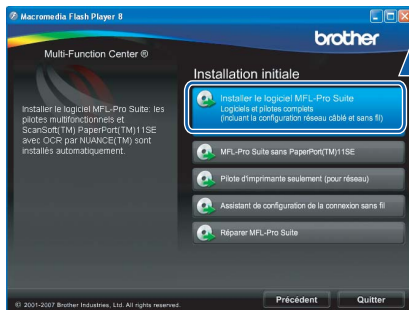 Macromedia Flash Player 8
brother
Multi-Function Center ®
Installation initiale
Installer le logiciel MFL-Pro Suite: les
pilotes multifonctionnels et
ScanSoft(TM) PaperPort(TM)11SE
avec OCR par NUANCE(TM) sont
installés automatiquement.
Installer le logiciel MFL-Pro Suite
Logiciels et pilotes complets
(incluant la configuration réseau câblé et sans fil)
MFL-Pro Suite sans PaperPort(TM)11SE
Pilote d'imprimante seulement (pour réseau)
Assistant de configuration de la connexion sans fil
Réparer MFL-Pro Suite
© 2001-2007 Brother Industries, Ltd. All rights reserved.
Précédent
Quitter